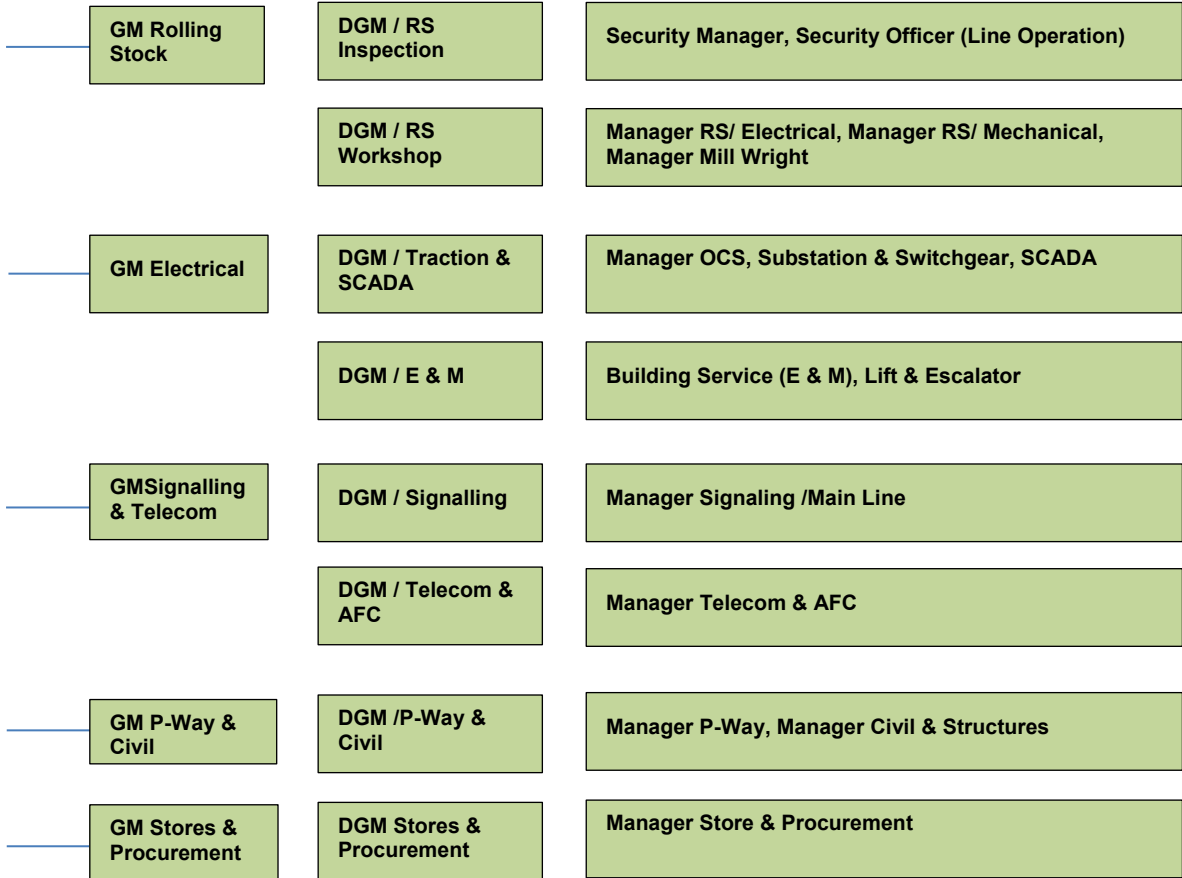 GM Rolling
Stock
DGM / RS
Inspection
Security Manager, Security Officer (Line Operation)
DGM / RS
Workshop
Manager RS/ Electrical, Manager RS/ Mechanical,
Manager Mill Wright
GM Electrical
DGM / Traction &
SCADA
Manager OCS, Substation & Switchgear, SCADA
DGM / E & M
Building Service (E & M), Lift & Escalator
GMSignalling
& Telecom
DGM / Signalling
Manager Signaling /Main Line
DGM / Telecom &
AFC
Manager Telecom & AFC
GM P-Way &
Civil
DGM /P-Way &
Civil
Manager P-Way, Manager Civil & Structures
GM Stores &
Procurement
DGM Stores &
Procurement
Manager Store & Procurement